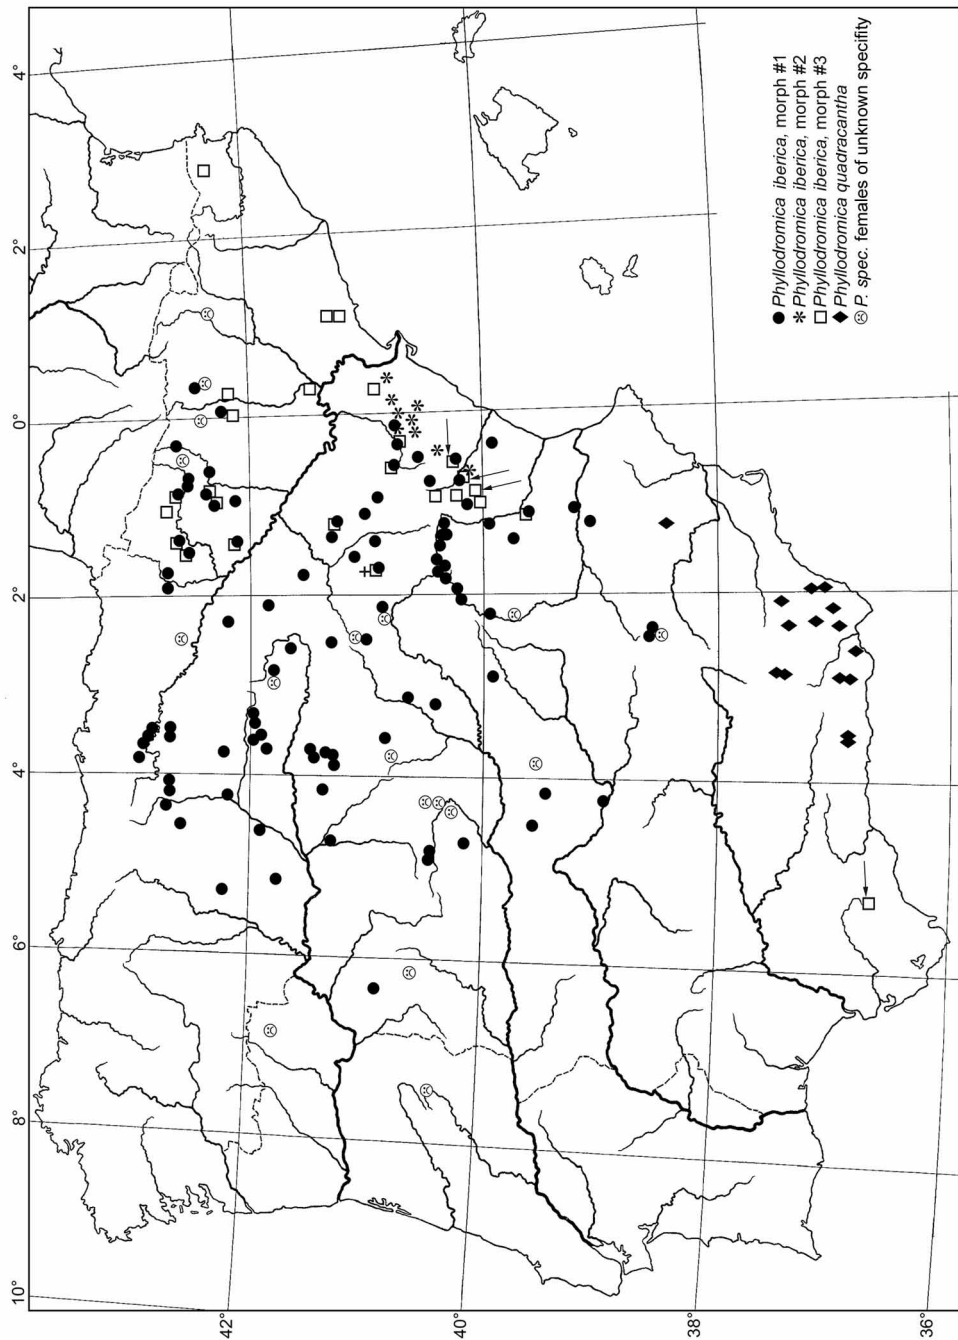 10°
8°
6°
4°
2°
0°
2°
4°
42°
40°
38°
36°
Phyllodromica iberica, morph #1
Phyllodromica iberica, morph #2
Phyllodromica iberica, morph #3
Phyllodromica quadracantha
P. spec. females of unknown specifity